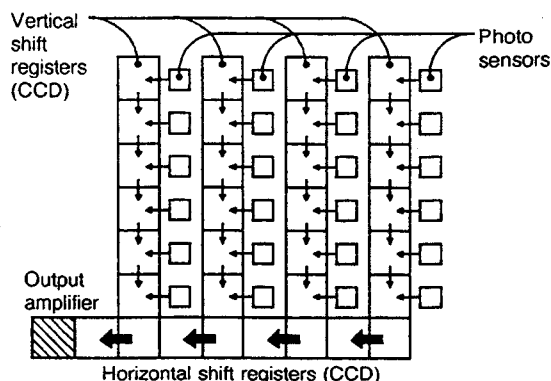 Vertical
shift
registers
(CCD)
Photo
sensors
Output
amplifier
Horizontal shift registers (CCD)